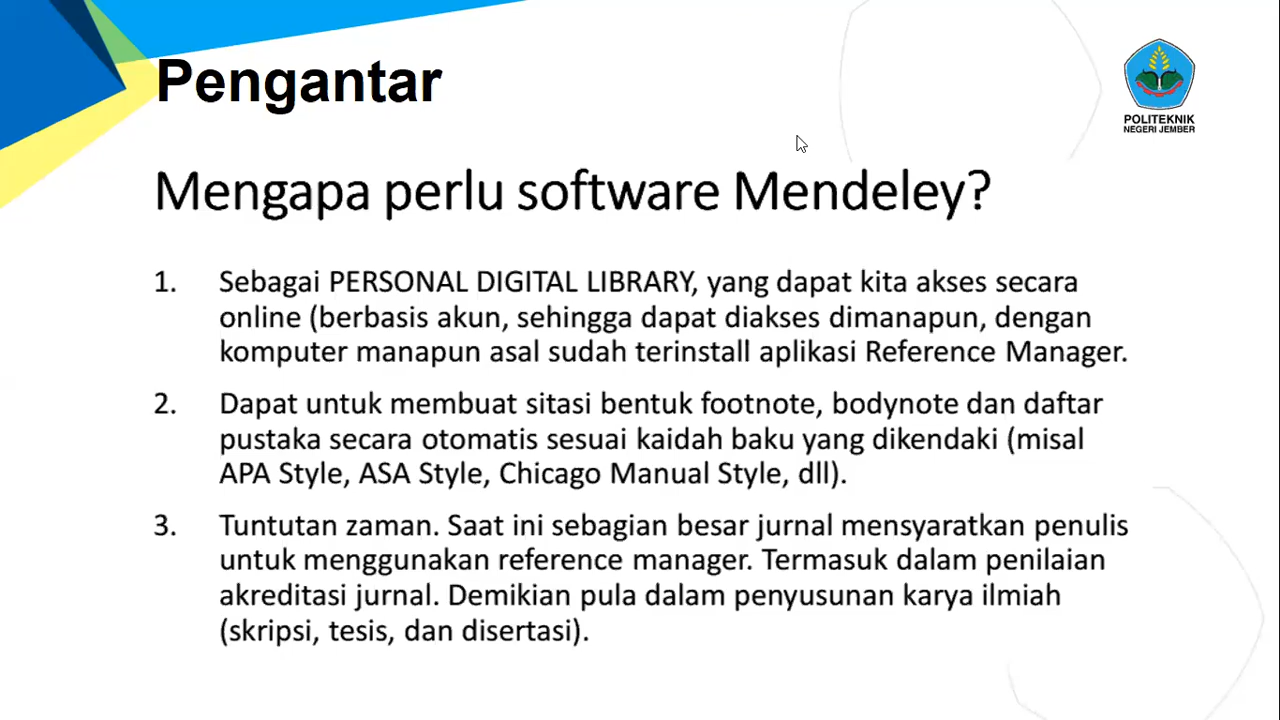 Pengantar
POLITEKNIK
NEGERI JEMBER
Mengapa perlu software Mendeley?
1. Sebagai PERSONAL DIGITAL LIBRARY, yang dapat kita akses secara
online (berbasis akun, sehingga dapat diakses dimanapun, dengan
komputer manapun asal sudah terinstall aplikasi Reference Manager.
2. Dapat untuk membuat sitasi bentuk footnote, bodynote dan daftar
pustaka secara otomatis sesuai kaidah baku yang dikendaki (misal
APA Style, ASA Style, Chicago Manual Style, dll).
3. Tuntutan zaman. Saat ini sebagian besar jurnal mensyaratkan penulis
untuk menggunakan reference manager. Termasuk dalam penilaian
akreditasi jurnal. Demikian pula dalam penyusunan karya ilmiah
(skripsi, tesis, dan disertasi).